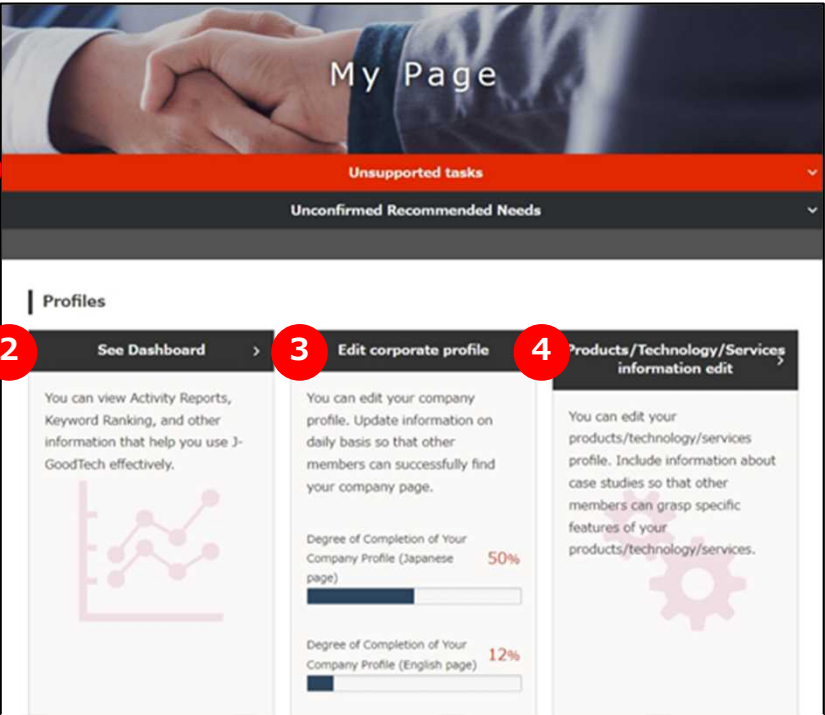 My Page
Unsupported tasks
Unconfirmed Recommended Needs
Profiles
2
See Dashboard
You can view Activity Reports,
Keyword Ranking, and other
information that help you use J-
GoodTech effectively.
3
Edit corporate profile
You can edit your company
profile. Update information on
daily basis so that other
members can successfully find
your company page.
Degree of Completion of Your
Company Profile (Japanese
page)
50%
Degree of Completion of Your
Company Profile (English page)
12%
4
Products/Technology/Services
information edit
You can edit your
products/technology/services
profile. Include information about
case studies so that other
members can grasp specific
features of your
products/technology/services.